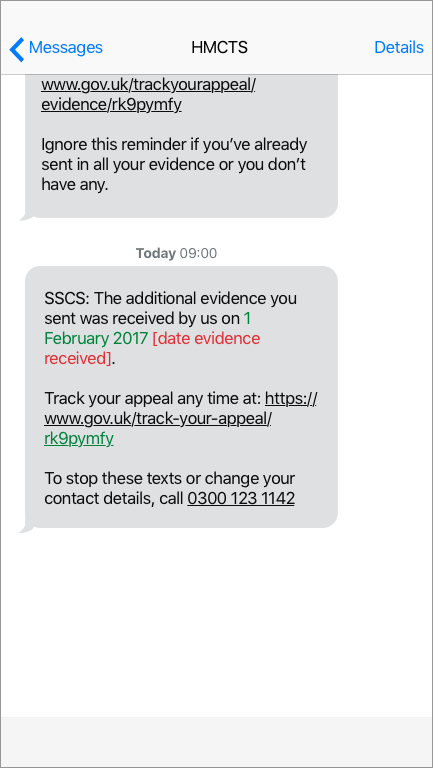 Messages HMCTS Details
www.gov.uk/trackyourappeal/
evidence/rk9pymfy
Ignore this reminder if you’ve already
sent in all your evidence or you don’t
have any.
Today 09:00
SSCS: The additional evidence you
sent was received by us on 1
February 2017 [date evidence
received].
Track your appeal any time at: https://
www.gov.uk/track-your-appeal/
rk9pymfy
To stop these texts or change your
contact details, call 0300 123 1142